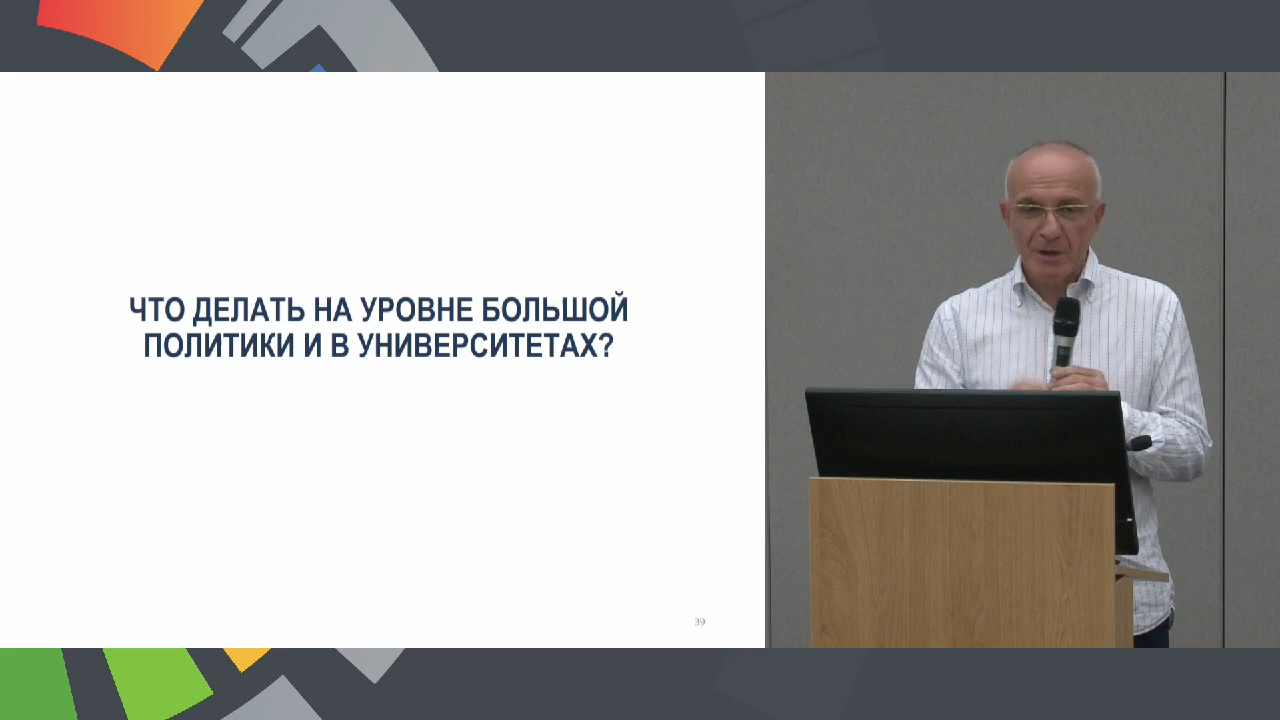 ЧТО ДЕЛАТЬ НА УРОВНЕ БОЛЬШОЙ
ПОЛИТИКИ И В УНИВЕРСИТЕТАХ?
39